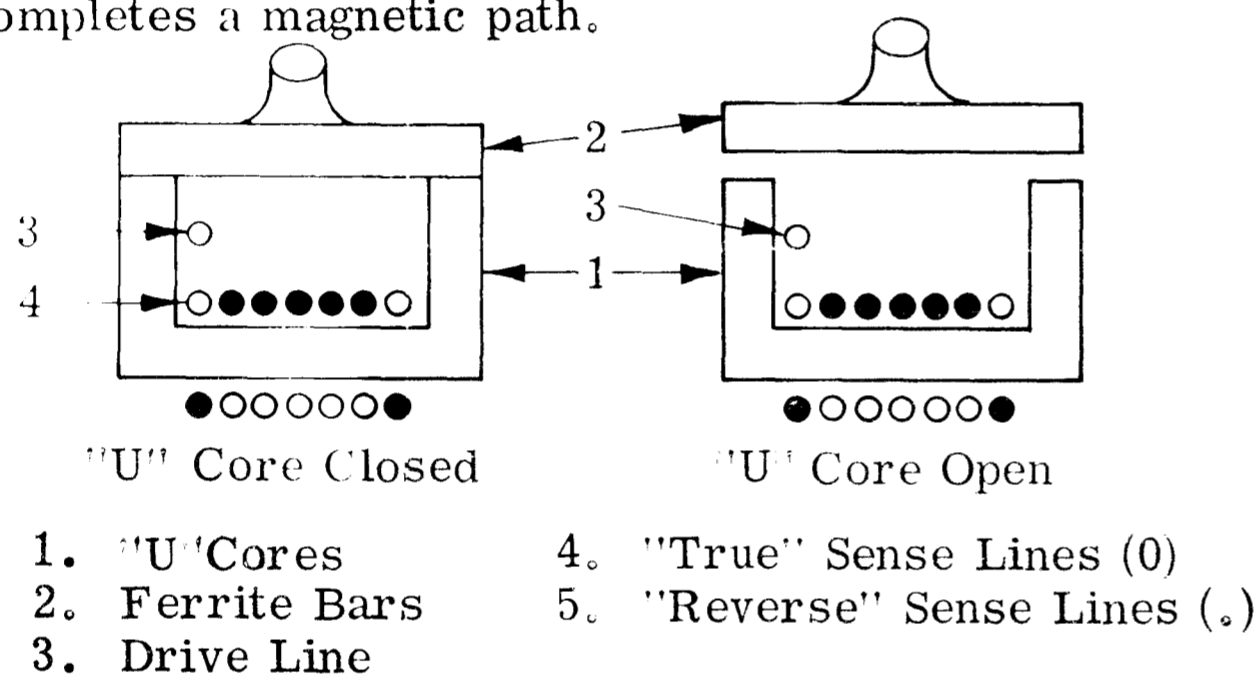 ompletes a magnetic path.
2
3
3
1
4
"U" Core Closed
"U" Core Open
1. "U"Cores
2. Ferrite Bars
3. Drive Line
4. "True" Sense Lines (0)
5. "Reverse" Sense Lines (.)